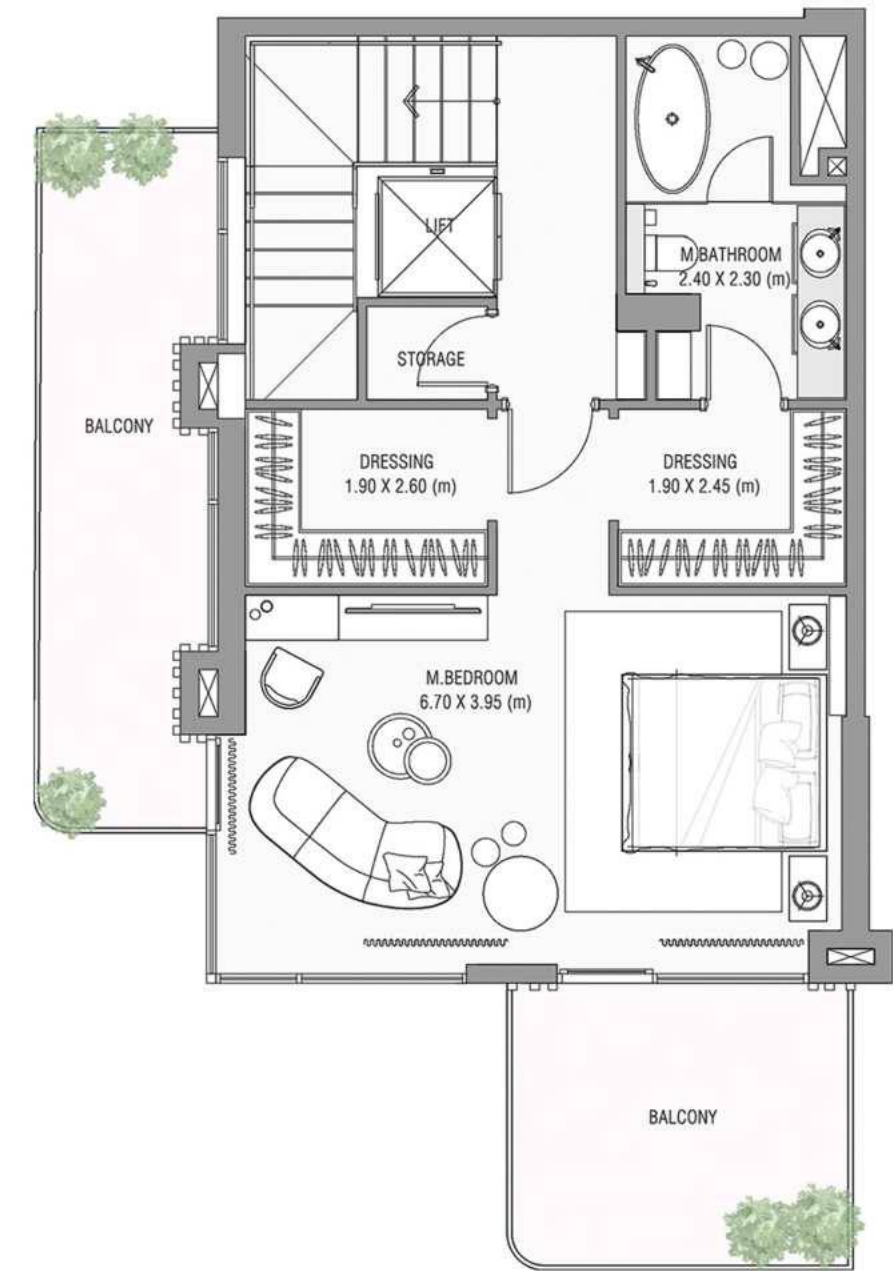 LIFT
M.BATHROOM
2.40 X 2.30 (m)
STORAGE
BALCONY
DRESSING
1.90 X 2.60 (m)
DRESSING
1.90 X 2.45 (m)
M.BEDROOM
6.70 X 3.95 (m)
BALCONY